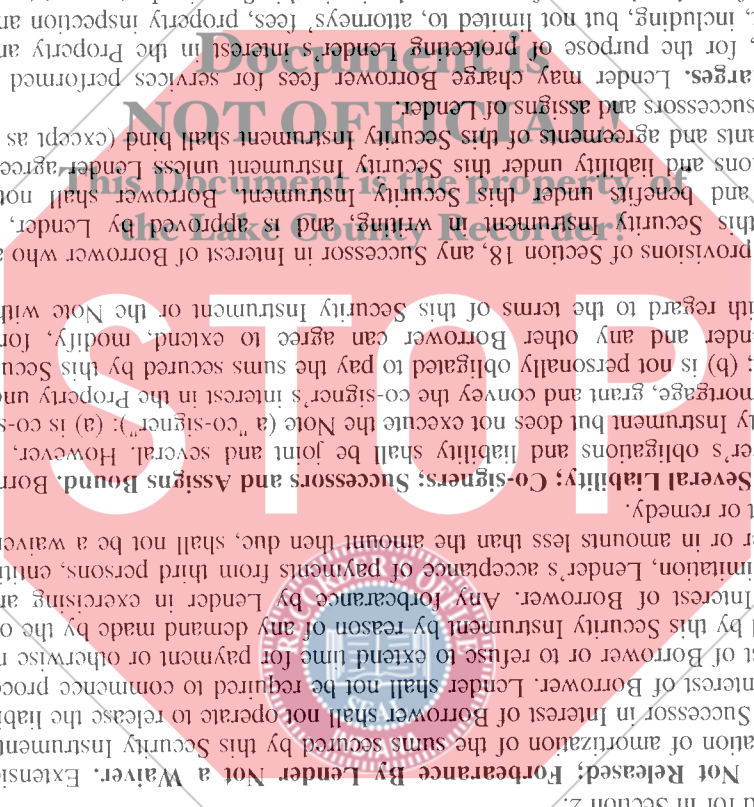 d for in Section 2
Not Released; Forbearance By Lender Not a Waiver. Extensi
ation of amortization of the sums secured by this Security Instrument
Successor in Interest of Borrower shall not operate to release the liabi
nterest of Borrower. Lender shall not be required to commence proce
st of Borrower or to refuse to extend time for payment or otherwise
d by this Security Instrument by reason of any demand made by the o
Interest of Borrower. Any forbearance by Lender in exercising an
imitation, Lender's acceptance of payments from third persons, entiti
er or in amounts less than the amount then due, shall not be a waiver
t or remedy.
Several Liability; Co-signers; Successors and Assigns Bound. Borr
er's obligations and liability shall be joint and several. However,
ty Instrument but does not execute the Note (a "co-signer"): (a) is co-s
mortgage, grant and convey the co-signer's interest in the Property und
; (b) is not personally obligated to pay the sums secured by this Secu
ender and any other Borrower can agree to extend, modify, for
ith regard to the terms of this Security Instrument or the Note with
provisions of Section 18, any Successor in Interest of Borrower who a
this Security Instrument in writing, and is approved by Lender,
and benefits under this Security Instrument. Borrower shall not
ons and liability under this Security Instrument unless Lender agree
nts and agreements of this Security Instrument shall bind (except as
successors and assigns of Lender.
arges. Lender may charge Borrower fees for services performed
, for the purpose of protecting Lender's interest in the Property an
, including, but not limited to, attorneys' fees, property inspection an
Document is
NOT OFFICIAL!
This Document is the property of
the Lake County Recorder!
STOP
RECORDER OF LAKE
SEAL
INDIANA